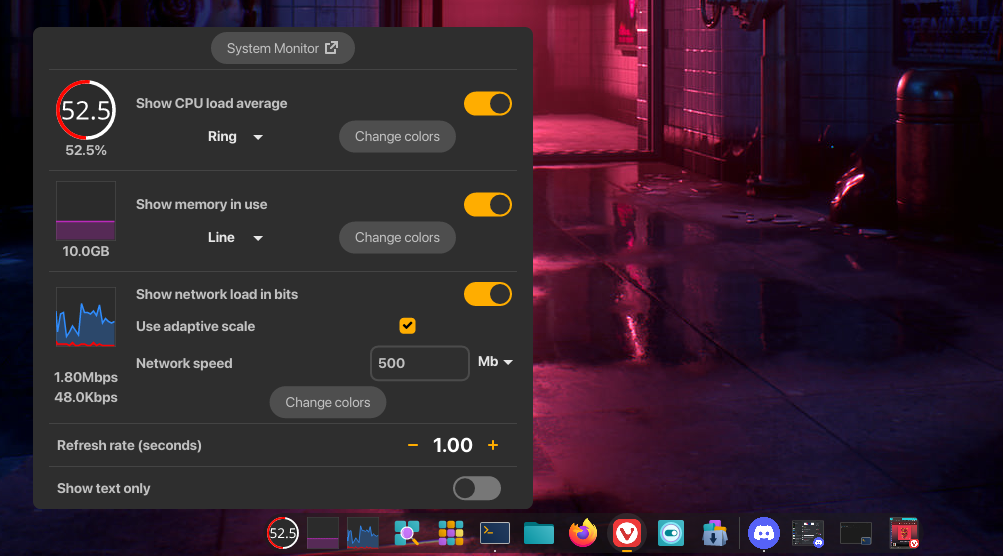 System Monitor
52.5
Show CPU load average
Ring
Change colors
52.5%
Show memory in use
Line
Change colors
10.0GB
Show network load in bits
Use adaptive scale
Network speed
500
Mb
1.80Mbps
48.0Kbps
Change colors
Refresh rate (seconds)
− 1.00 +
Show text only
52.5